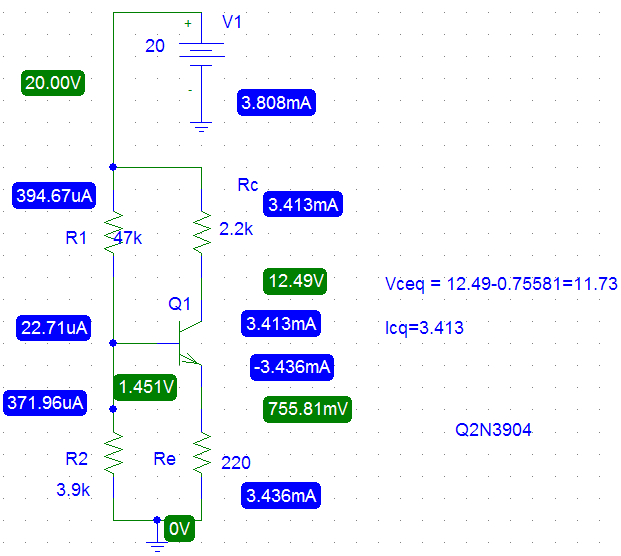 +
V1
20
-
20.00V
3.808mA
394.67uA
Rc
3.413mA
R1
47k
2.2k
12.49V
Vceq = 12.49-0.75581=11.73
Q1
22.71uA
3.413mA
Icq=3.413
-3.436mA
1.451V
371.96uA
755.81mV
Q2N3904
R2
Re
220
3.9k
3.436mA
0V